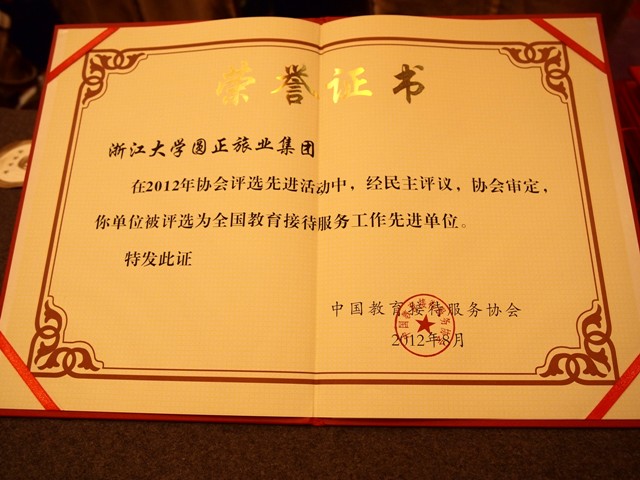 荣誉证书
浙江大学圆正旅业集团
在2012年协会评选先进活动中，经民主评议，协会审定，
你单位被评选为全国教育接待服务工作先进单位。
特发此证
中国教育接待服务协会
2012年8月